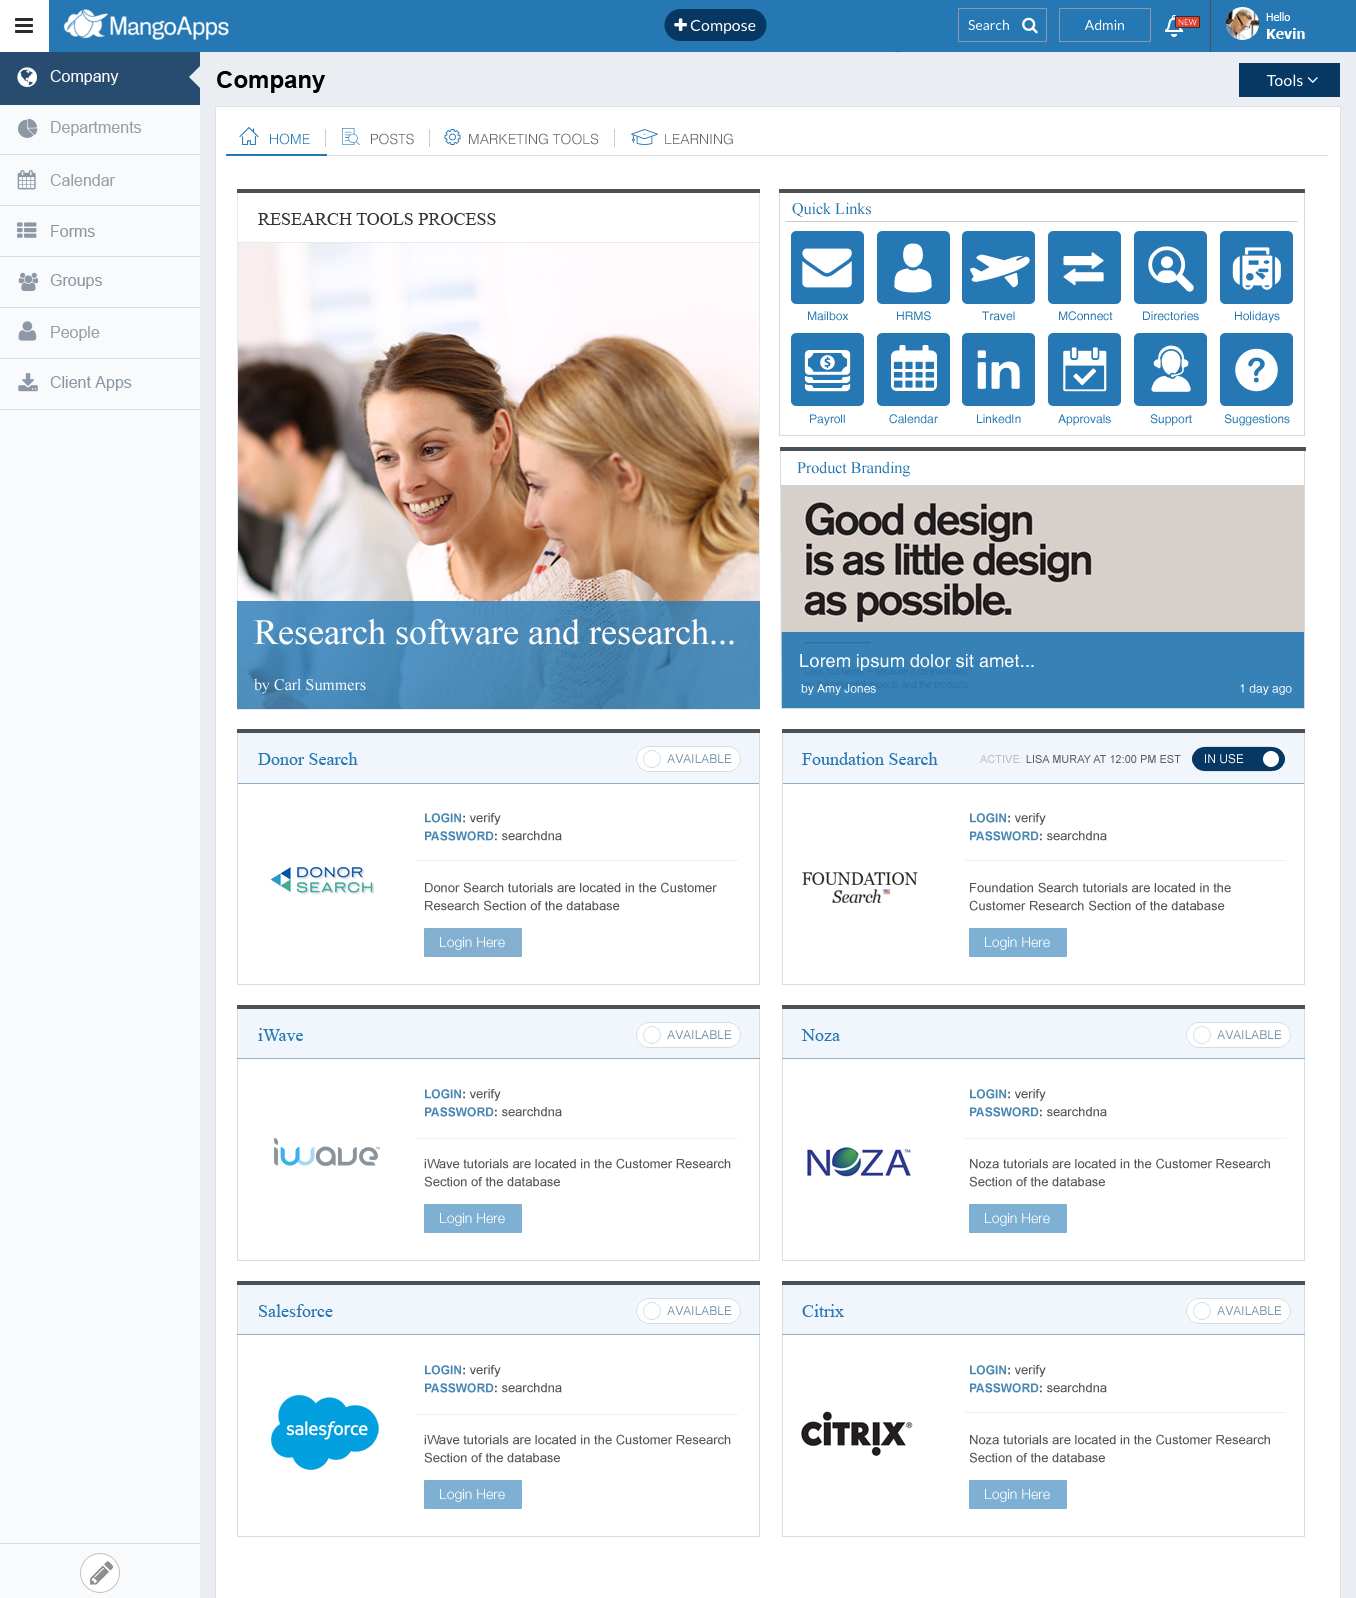 MangoApps
Compose
Search
Admin
NEW
Hello
Kevin
Company
Departments
Calendar
Forms
Groups
People
Client Apps
Company
Tools
HOME
POSTS
MARKETING TOOLS
LEARNING
RESEARCH TOOLS PROCESS
Research software and research...
by Carl Summers
Quick Links
Mailbox
HRMS
Travel
MConnect
Directories
Holidays
Payroll
Calendar
LinkedIn
Approvals
Support
Suggestions
Product Branding
Good design
is as little design
as possible.
Lorem ipsum dolor sit amet...
by Amy Jones
1 day ago
Donor Search
AVAILABLE
DONOR
SEARCH
LOGIN: verify
PASSWORD: searchdna
Donor Search tutorials are located in the Customer
Research Section of the database
Login Here
Foundation Search
ACTIVE: LISA MURAY AT 12:00 PM EST
IN USE
FOUNDATION
Search
LOGIN: verify
PASSWORD: searchdna
Foundation Search tutorials are located in the
Customer Research Section of the database
Login Here
iWave
AVAILABLE
iwave
LOGIN: verify
PASSWORD: searchdna
iWave tutorials are located in the Customer Research
Section of the database
Login Here
Noza
AVAILABLE
NOZA
LOGIN: verify
PASSWORD: searchdna
Noza tutorials are located in the Customer Research
Section of the database
Login Here
Salesforce
AVAILABLE
salesforce
LOGIN: verify
PASSWORD: searchdna
iWave tutorials are located in the Customer Research
Section of the database
Login Here
Citrix
AVAILABLE
CİTRIX®
LOGIN: verify
PASSWORD: searchdna
Noza tutorials are located in the Customer Research
Section of the database
Login Here